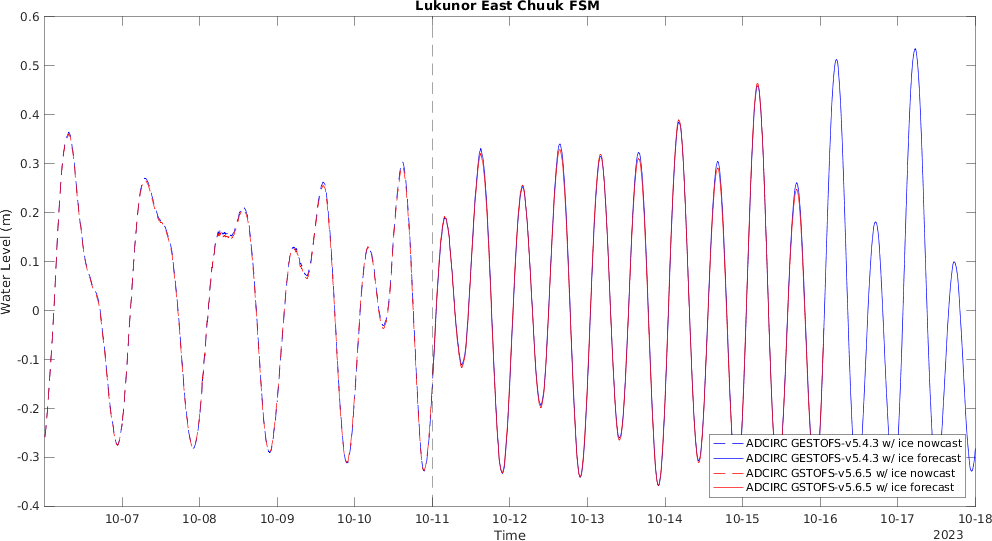 Lukunor East Chuuk FSM
0.6
0.5
0.4
0.3
0.2
0.1
0
-0.1
-0.2
-0.3
-0.4
Water Level (m)
ADCIRC GESTOFS-v5.4.3 w/ ice nowcast
ADCIRC GESTOFS-v5.4.3 w/ ice forecast
ADCIRC GSTOFS-v5.6.5 w/ ice nowcast
ADCIRC GSTOFS-v5.6.5 w/ ice forecast
10-07 10-08 10-09 10-10 10-11 10-12 10-13 10-14 10-15 10-16 10-17 10-18
Time
2023